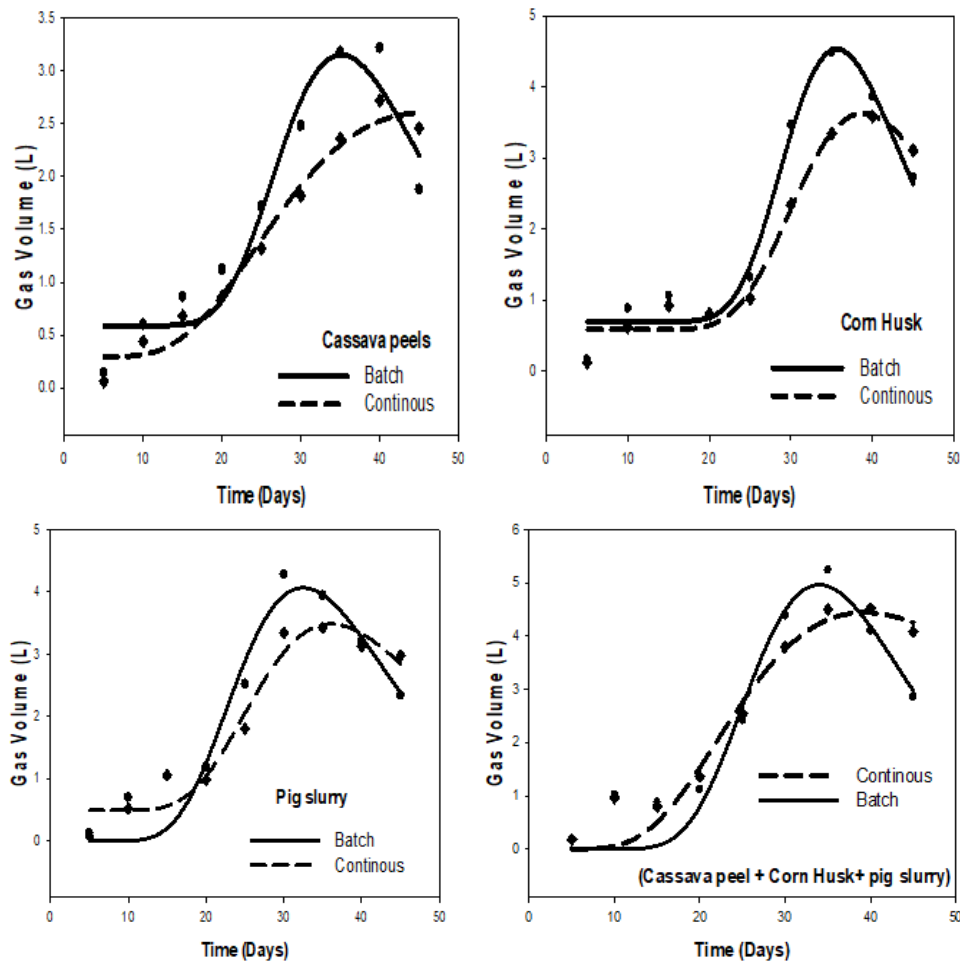 3.5
3.0
2.5
2.0
1.5
1.0
0.5
0.0
Gas Volume (L)
Cassava peels
Batch
Continous
0 10 20 30 40 50
Time (Days)
5
4
3
2
1
0
Gas Volume (L)
Corn Husk
Batch
Continous
0 10 20 30 40 50
Time (Days)
5
4
3
2
1
0
Gas Volume (L)
Pig slurry
Batch
Continous
0 10 20 30 40 50
Time (Days)
6
5
4
3
2
1
0
Gas Volume (L)
Continous
Batch
(Cassava peel + Corn Husk+ pig slurry)
0 10 20 30 40 50
Time (Days)